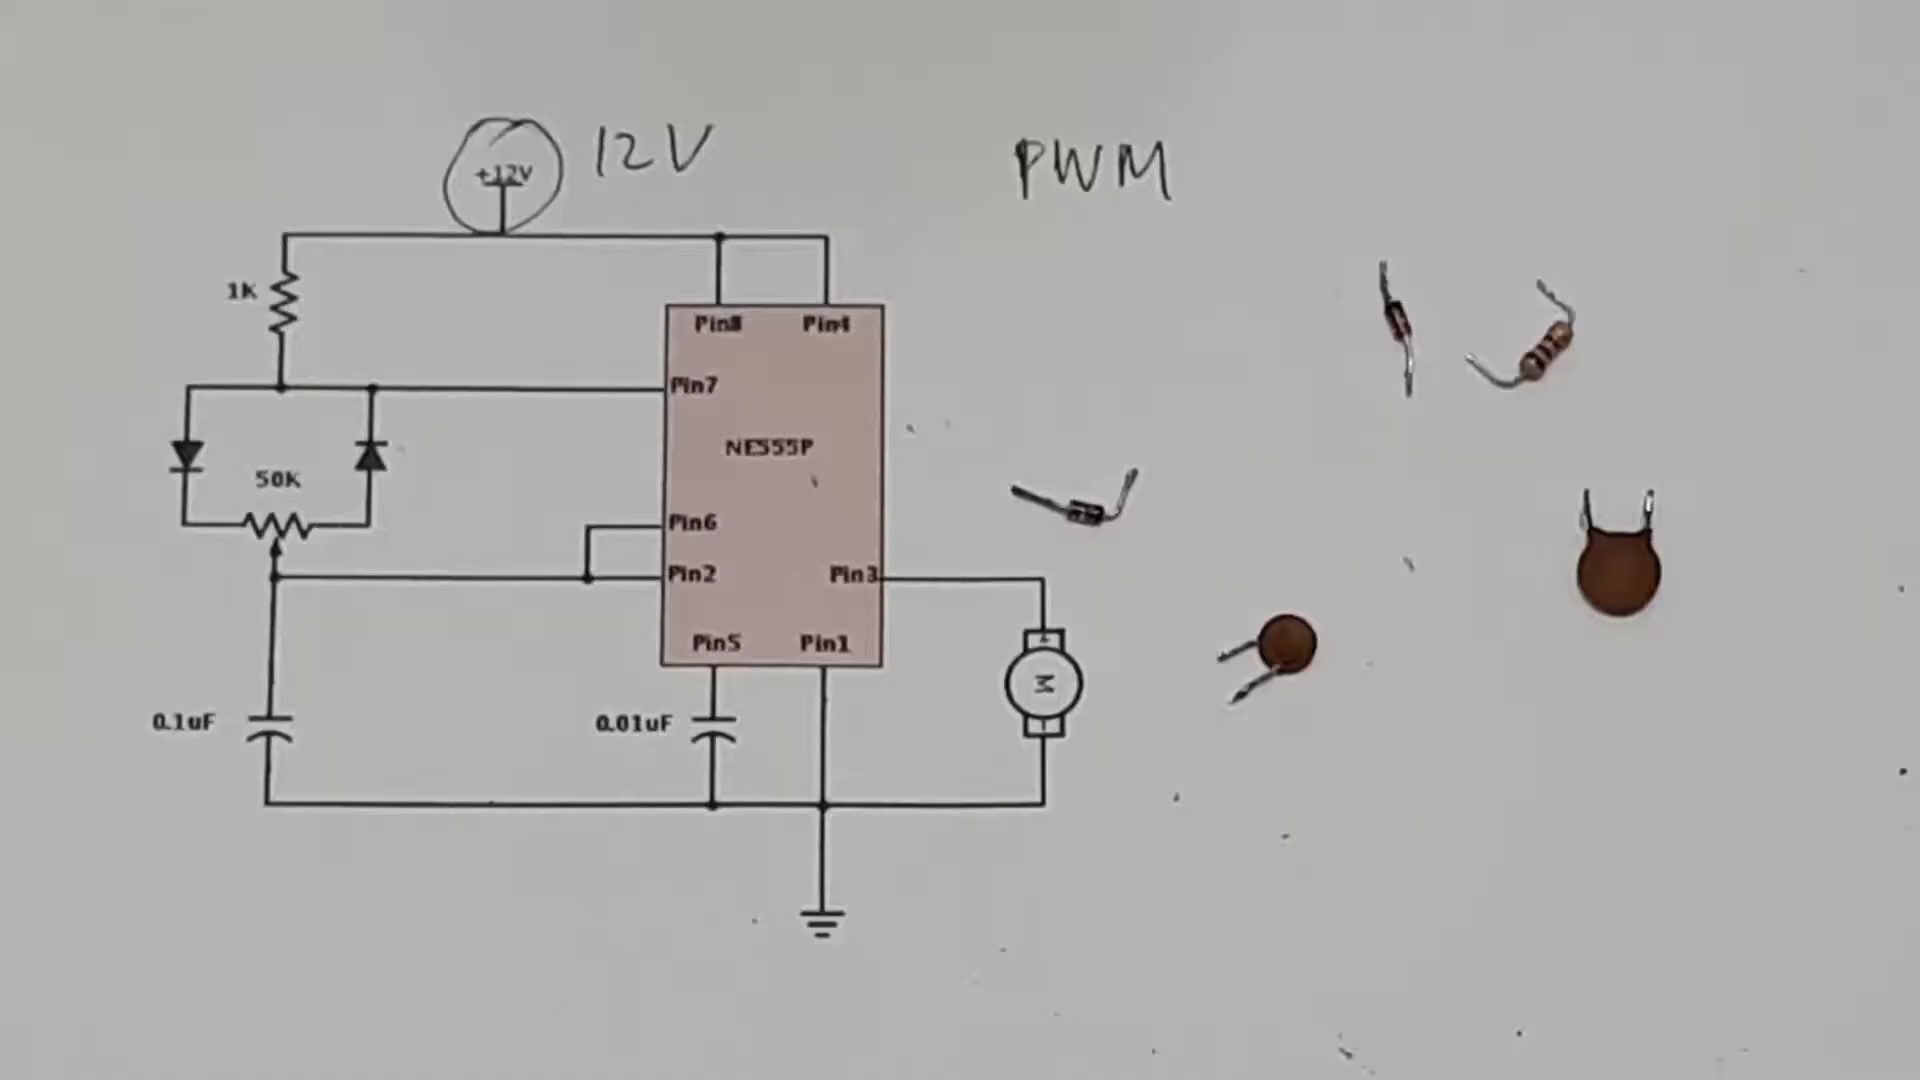 12V
PWM
+12V
1K
Pin8
Pin4
Pin7
NE555P
50K
Pin6
Pin2
Pin3
Pin5
Pin1
M
0.1uF
0.01uF